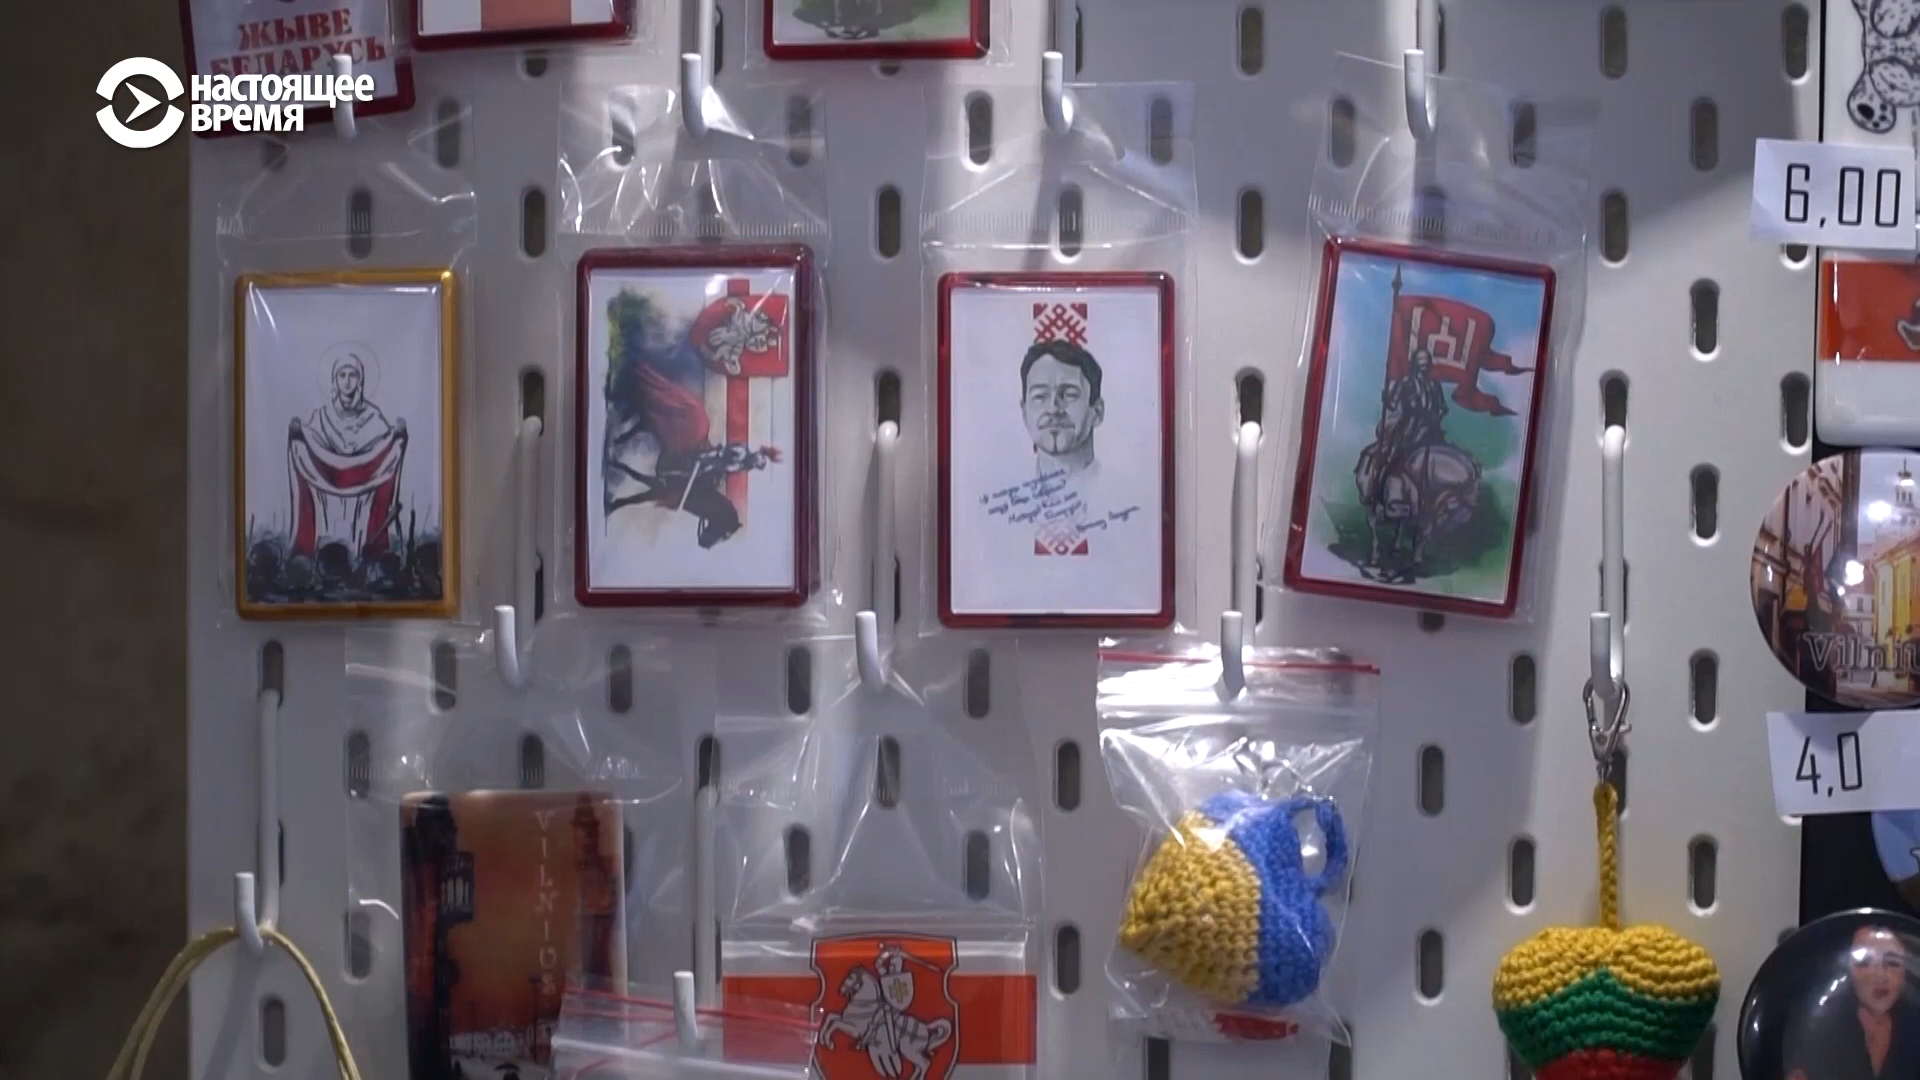 ЖЫВЕ
БЕЛАРУСЬ
НАСТОЯЩЕЕ
ВРЕМЯ
6,00
Vilniu
4,0
VILNIUS